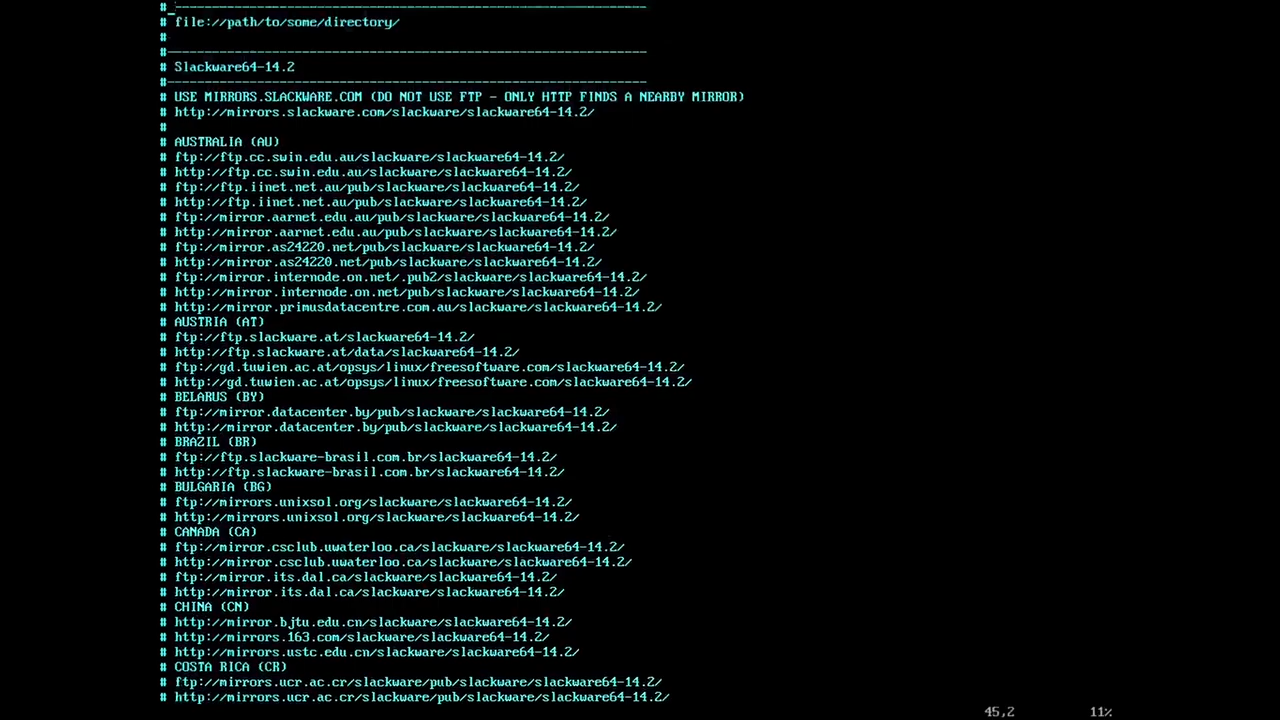 #----------------------------------------------------------------
# file://path/to/some/directory/
#
#----------------------------------------------------------------
# Slackware64-14.2
#----------------------------------------------------------------
# USE MIRRORS.SLACKWARE.COM (DO NOT USE FTP - ONLY HTTP FINDS A NEARBY MIRROR)
# http://mirrors.slackware.com/slackware/slackware64-14.2/
#
# AUSTRALIA (AU)
# ftp://ftp.cc.swin.edu.au/slackware/slackware64-14.2/
# http://ftp.cc.swin.edu.au/slackware/slackware64-14.2/
# ftp://ftp.iinet.net.au/pub/slackware/slackware64-14.2/
# http://ftp.iinet.net.au/pub/slackware/slackware64-14.2/
# ftp://mirror.aarnet.edu.au/pub/slackware/slackware64-14.2/
# http://mirror.aarnet.edu.au/pub/slackware/slackware64-14.2/
# ftp://mirror.as24220.net/pub/slackware/slackware64-14.2/
# http://mirror.as24220.net/pub/slackware/slackware64-14.2/
# ftp://mirror.internode.on.net/.pub2/slackware/slackware64-14.2/
# http://mirror.internode.on.net/pub/slackware/slackware64-14.2/
# http://mirror.primusdatacentre.com.au/slackware/slackware64-14.2/
# AUSTRIA (AT)
# ftp://ftp.slackware.at/slackware64-14.2/
# http://ftp.slackware.at/data/slackware64-14.2/
# ftp://gd.tuwien.ac.at/opsys/linux/freesoftware.com/slackware64-14.2/
# http://gd.tuwien.ac.at/opsys/linux/freesoftware.com/slackware64-14.2/
# BELARUS (BY)
# ftp://mirror.datacenter.by/pub/slackware/slackware64-14.2/
# http://mirror.datacenter.by/pub/slackware/slackware64-14.2/
# BRAZIL (BR)
# ftp://ftp.slackware-brasil.com.br/slackware64-14.2/
# http://ftp.slackware-brasil.com.br/slackware64-14.2/
# BULGARIA (BG)
# ftp://mirrors.unixsol.org/slackware/slackware64-14.2/
# http://mirrors.unixsol.org/slackware/slackware64-14.2/
# CANADA (CA)
# ftp://mirror.csclub.uwaterloo.ca/slackware/slackware64-14.2/
# http://mirror.csclub.uwaterloo.ca/slackware/slackware64-14.2/
# ftp://mirror.its.dal.ca/slackware/slackware64-14.2/
# http://mirror.its.dal.ca/slackware/slackware64-14.2/
# CHINA (CN)
# http://mirror.bjtu.edu.cn/slackware/slackware64-14.2/
# http://mirrors.163.com/slackware/slackware64-14.2/
# http://mirrors.ustc.edu.cn/slackware/slackware64-14.2/
# COSTA RICA (CR)
# ftp://mirrors.ucr.ac.cr/slackware/pub/slackware/slackware64-14.2/
# http://mirrors.ucr.ac.cr/slackware/pub/slackware/slackware64-14.2/
45,2 11%